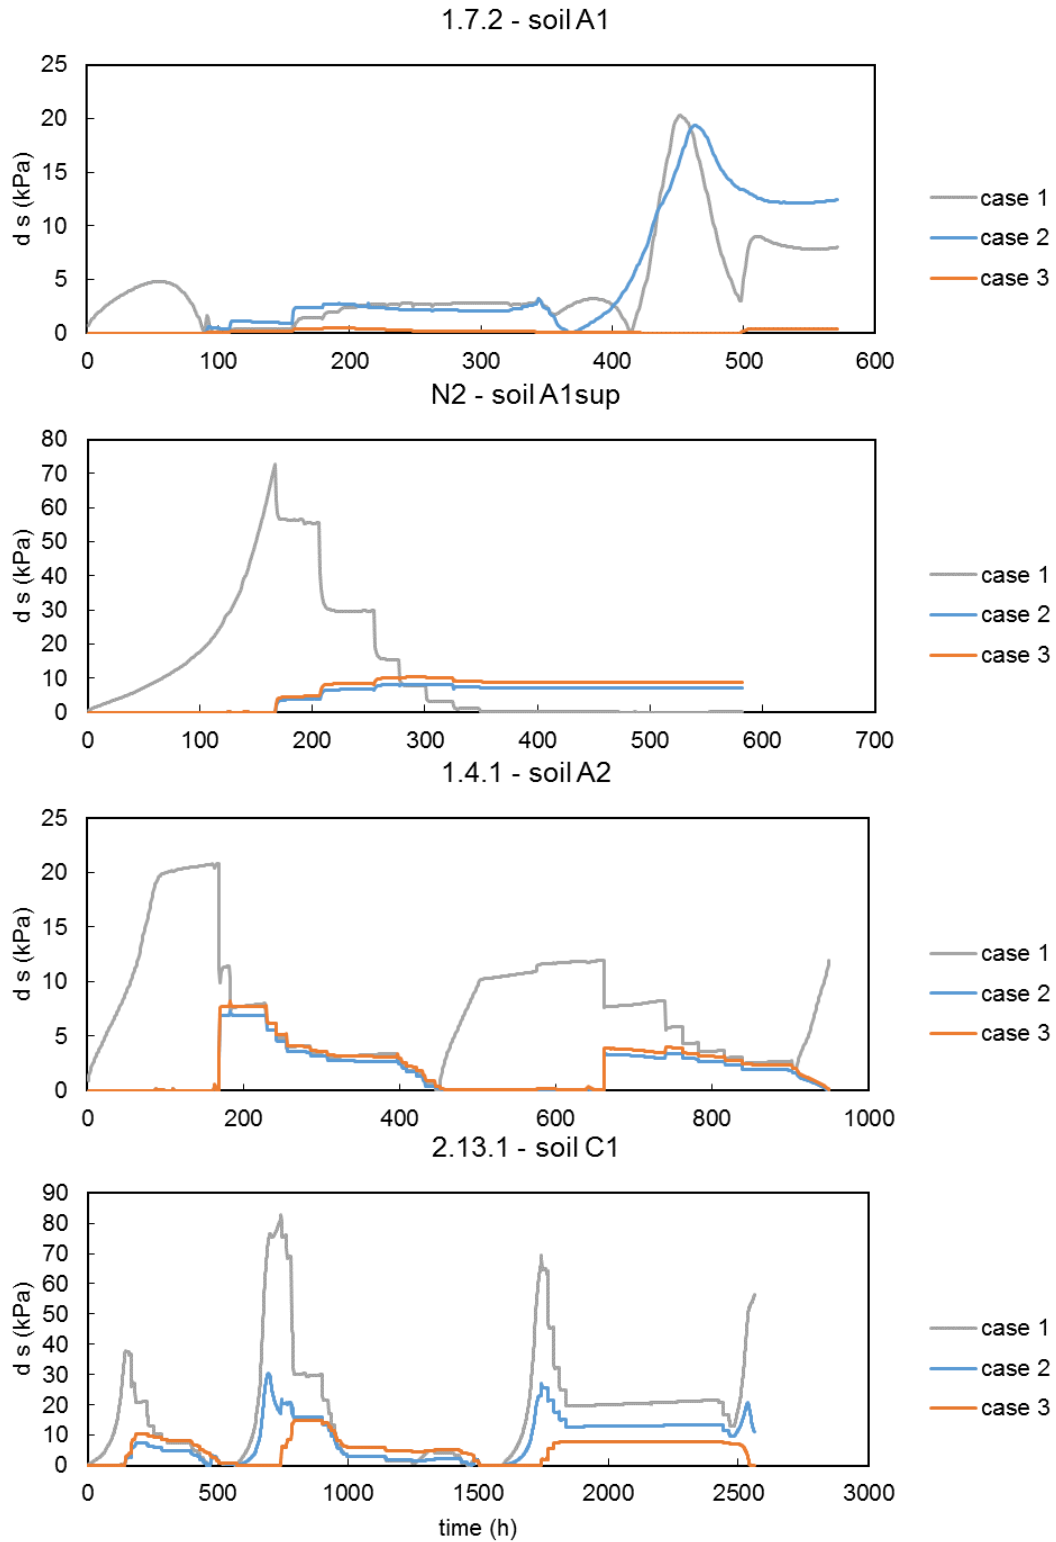 1.7.2 - soil A1
25
20
15
10
5
0
d s (kPa)
0 100 200 300 400 500 600
case 1
case 2
case 3
N2 - soil A1sup
80
70
60
50
40
30
20
10
0
d s (kPa)
0 100 200 300 400 500 600 700
case 1
case 2
case 3
1.4.1 - soil A2
25
20
15
10
5
0
d s (kPa)
0 200 400 600 800 1000
case 1
case 2
case 3
2.13.1 - soil C1
90
80
70
60
50
40
30
20
10
0
d s (kPa)
0 500 1000 1500 2000 2500 3000
time (h)
case 1
case 2
case 3